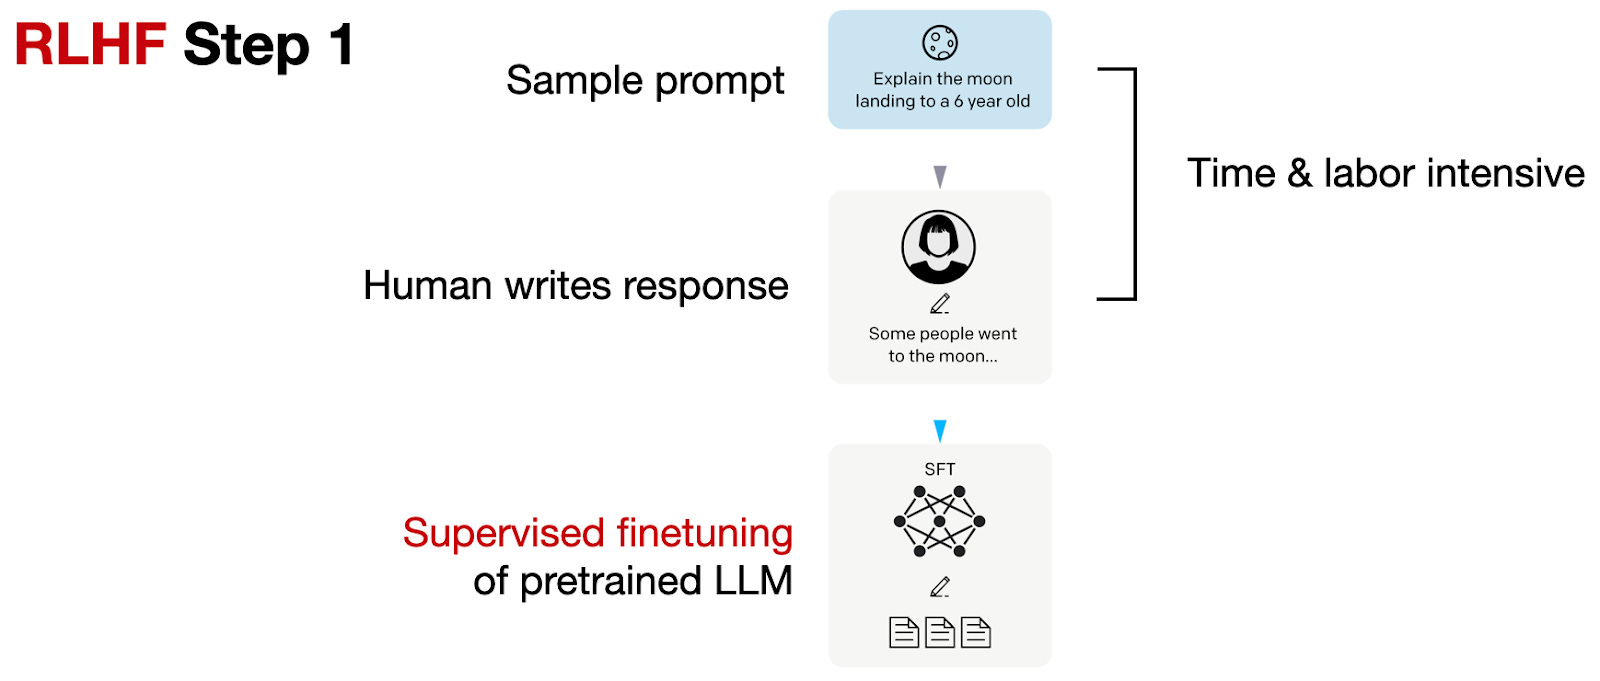 RLHF Step 1
Sample prompt
Explain the moon
landing to a 6 year old
Time & labor intensive
Human writes response
Some people went
to the moon...
SFT
Supervised finetuning
of pretrained LLM